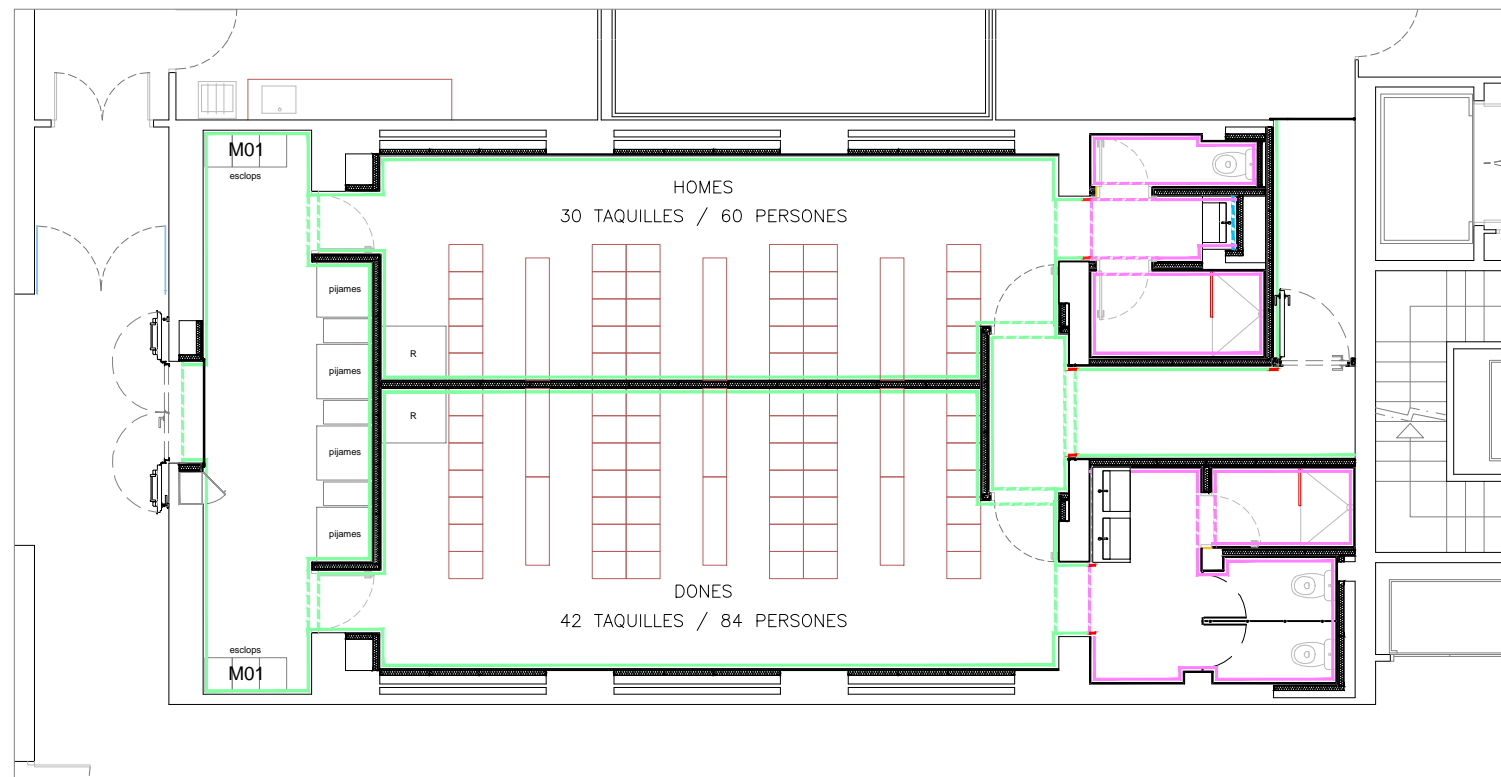 M01
esclops
HOMES
30 TAQUILLES / 60 PERSONES
pijames
R
pijames
R
pijames
pijames
DONES
42 TAQUILLES / 84 PERSONES
esclops
M01